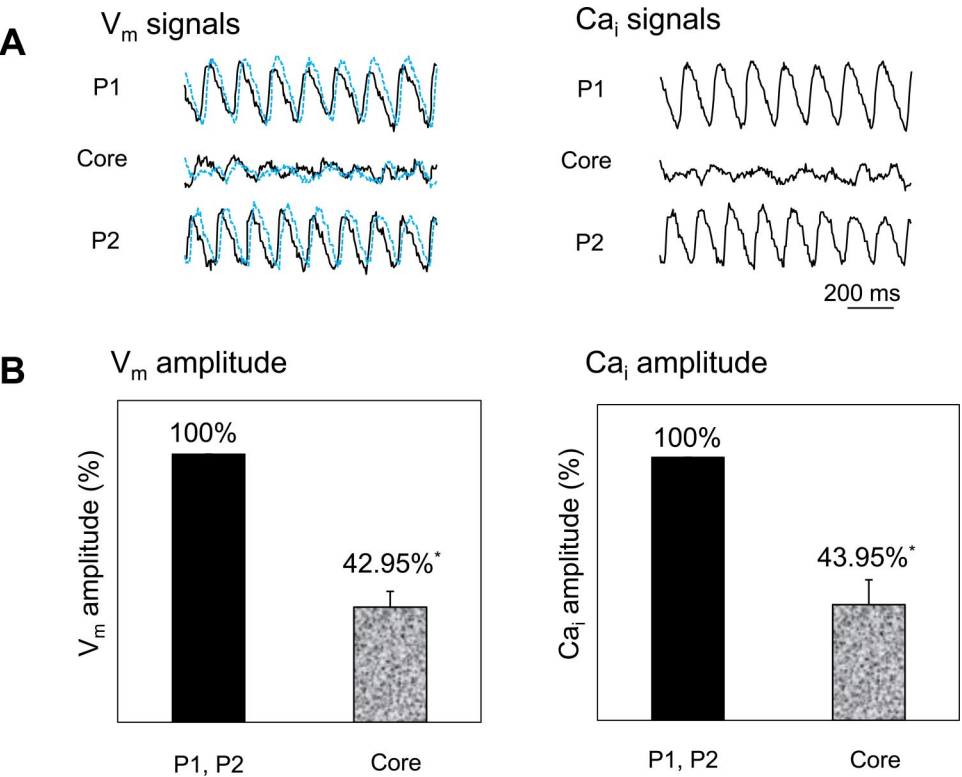 A
Vm signals
Cai signals
P1
P1
Core
Core
P2
P2
200 ms
B
Vm amplitude
Cai amplitude
Vm amplitude (%)
100%
42.95%*
P1, P2
Core
Cai amplitude (%)
100%
43.95%*
P1, P2
Core